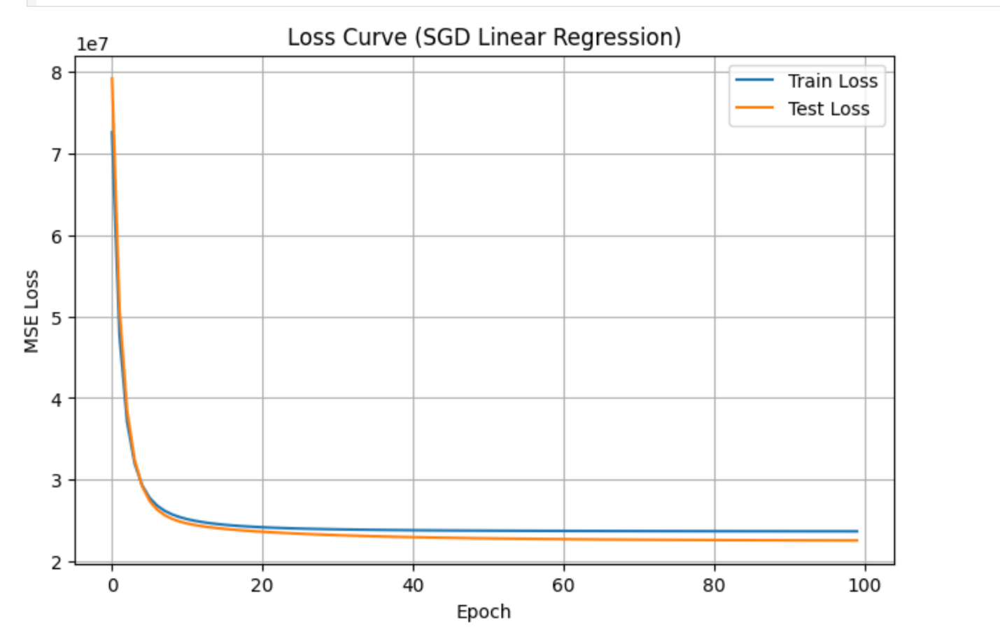 Loss Curve (SGD Linear Regression)
1e7
8
7
6
5
4
3
2
MSE Loss
Train Loss
Test Loss
0 20 40 60 80 100
Epoch